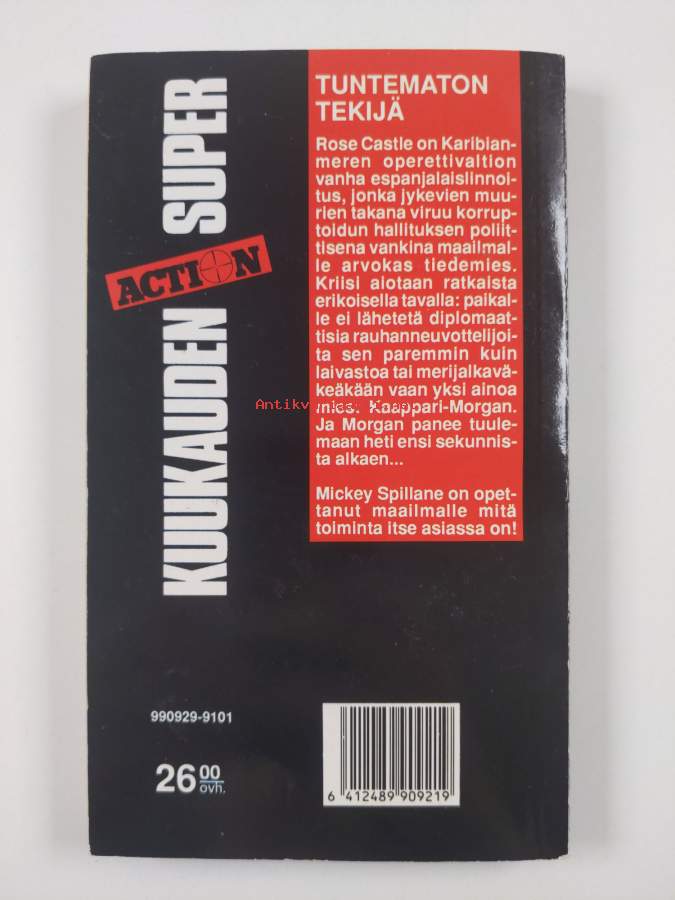 KUUKAUDEN SUPER
ACTION
TUNTEMATON
TEKIJÄ
Rose Castle on Karibian-
meren operettivaltion
vanha espanjalaislinnoi-
tus, jonka jykevien muu-
rien takana viruu korrup-
toidun hallituksen poliit-
tisena vankina maailmal-
le arvokas tiedemies.
Kriisi aiotaan ratkaista
erikoisella tavalla: paikal-
le ei lähetetä diplomaat-
tisia rauhanneuvottelijoi-
ta sen paremmin kuin
laivastoa tai merijalkavä-
keäkään vaan yksi ainoa
mies. Kaappari-Morgan.
Ja Morgan panee tuule-
maan heti ensi sekunnis-
ta alkaen...
Mickey Spillane on opet-
tanut maailmalle mitä
toiminta itse asiassa on!
990929-9101
26 00
ovh.
6 412489 909219